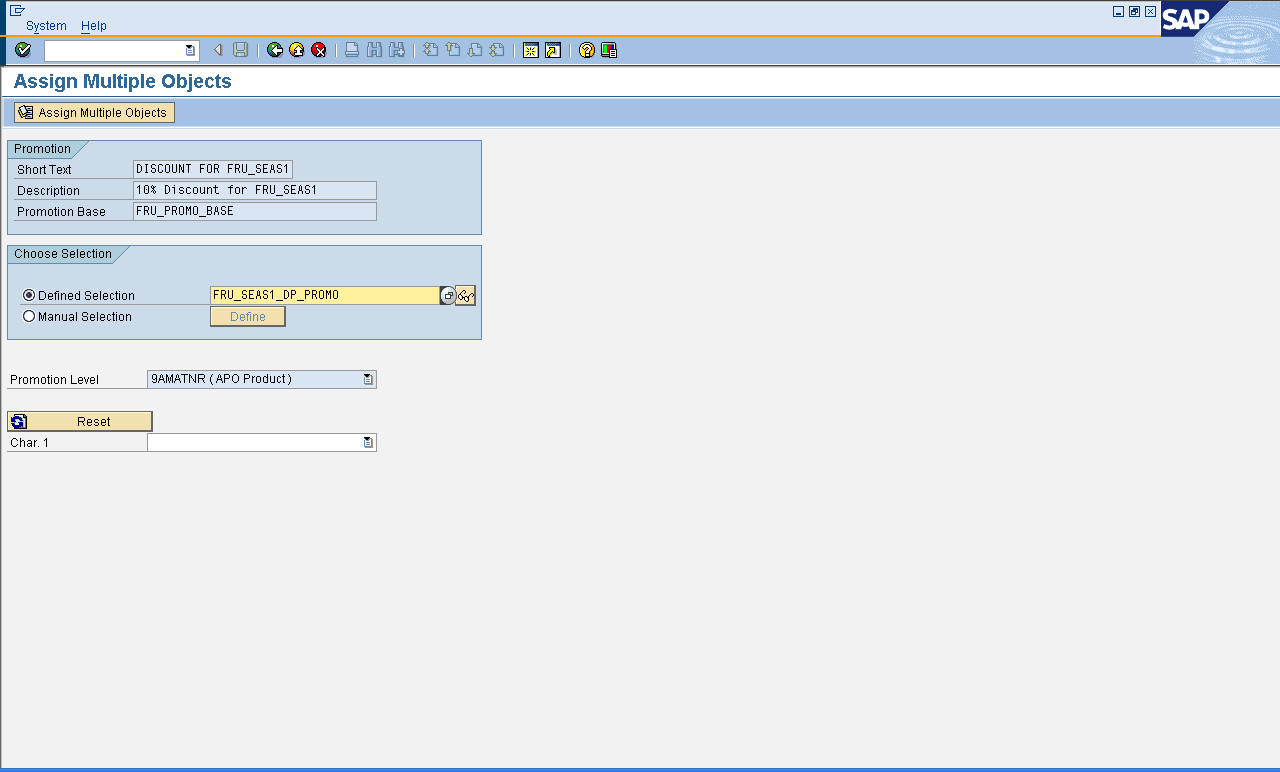 System Help
SAP
Assign Multiple Objects
Assign Multiple Objects
Promotion
Short Text DISCOUNT FOR FRU_SEAS1
Description 10% Discount for FRU_SEAS1
Promotion Base FRU_PROMO_BASE
Choose Selection
Defined Selection FRU_SEAS1_DP_PROMO
Manual Selection Define
Promotion Level 9AMATNR ( APO Product )
Reset
Char. 1